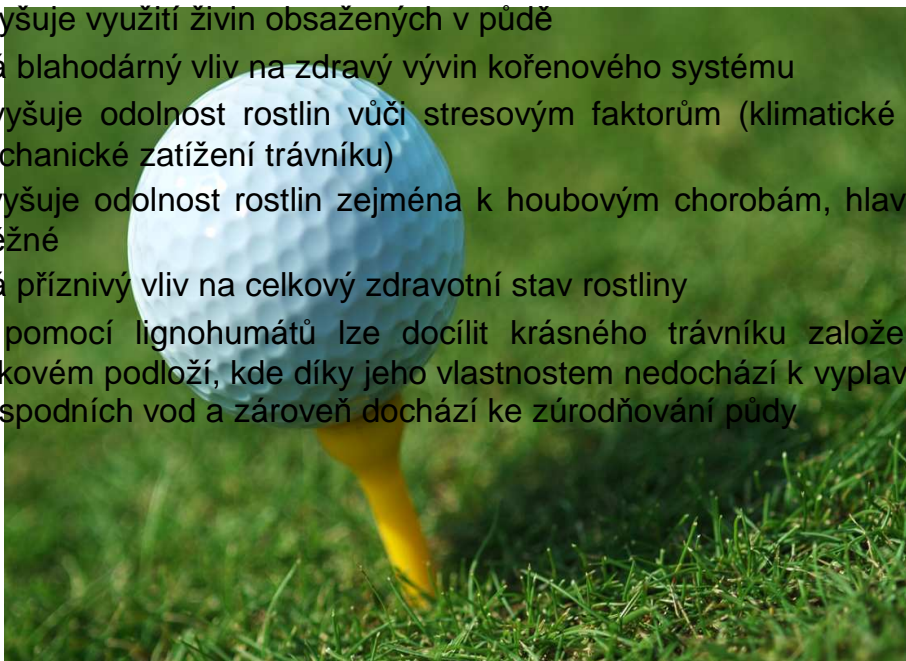 yšuje využití živin obsažených v půdě
á blahodárný vliv na zdravý vývin kořenového systému
vyšuje odolnost rostlin vůči stresovým faktorům (klimatické
chanické zatížení trávníku)
vyšuje odolnost rostlin zejména k houbovým chorobám, hlav
ěžné
á příznivý vliv na celkový zdravotní stav rostliny
pomocí lignohumátů lze docílit krásného trávníku založe
kovém podloží, kde díky jeho vlastnostem nedochází k vyplav
spodních vod a zároveň dochází ke zúrodňování půdy